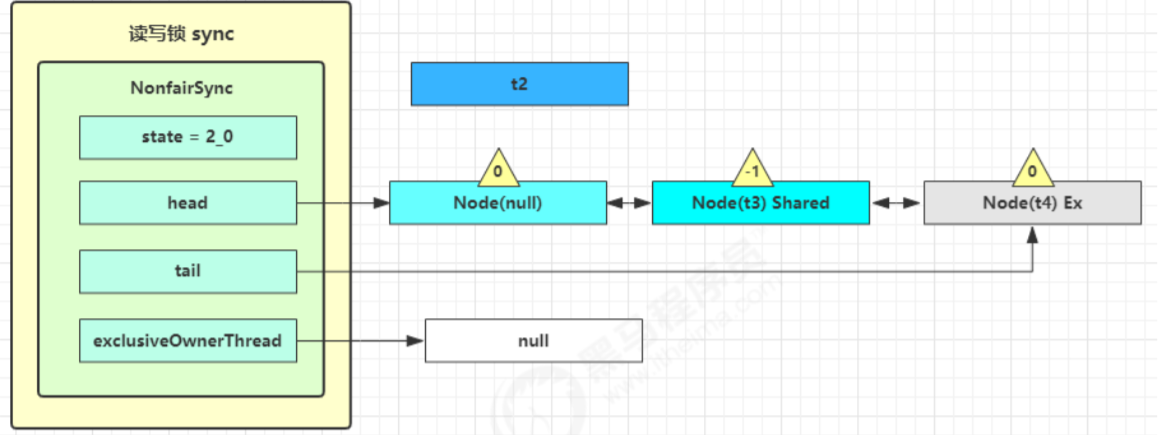 读写锁 sync
NonfairSync
t2
state = 2_0
0
-1
0
head
Node(null)
Node(t3) Shared
Node(t4) Ex
tail
exclusiveOwnerThread
null
黑马程序员
www.itheima.com